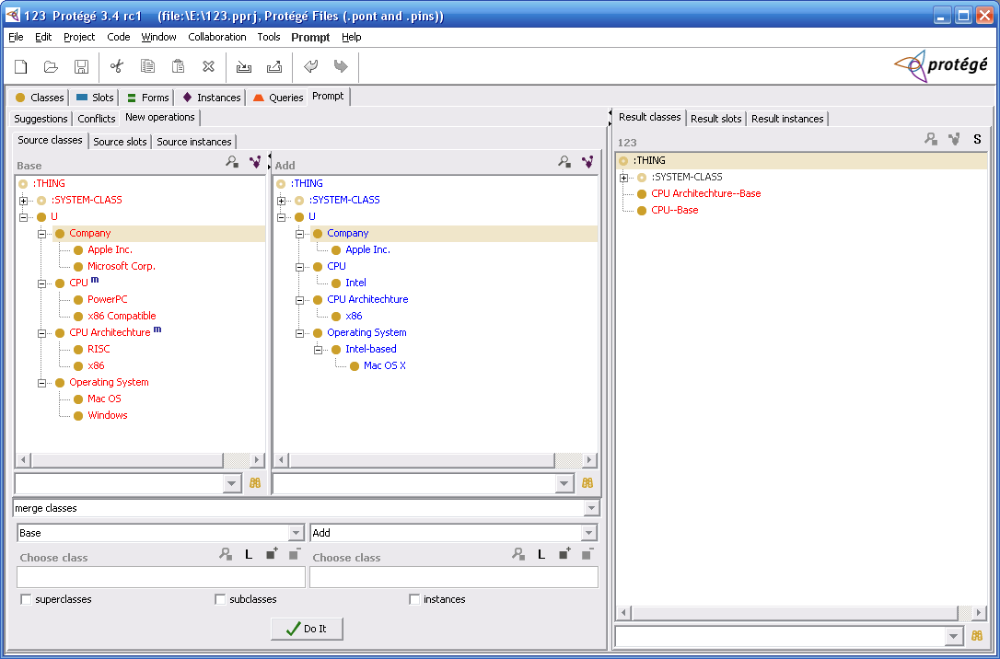 123 Protégé 3.4 rc1 (file:\E:\123.pprj, Protégé Files (.pont and .pins))
File Edit Project Code Window Collaboration Tools Prompt Help
protégé
Classes Slots Forms Instances Queries Prompt
Suggestions Conflicts New operations
Source classes Source slots Source instances
Base
:THING
:SYSTEM-CLASS
U
Company
Apple Inc.
Microsoft Corp.
CPU m
PowerPC
x86 Compatible
CPU Architechture m
RISC
x86
Operating System
Mac OS
Windows
Add
:THING
:SYSTEM-CLASS
U
Company
Apple Inc.
CPU
Intel
CPU Architechture
x86
Operating System
Intel-based
Mac OS X
merge classes
Base Add
Choose class L Choose class L
superclasses subclasses instances
Do It
Result classes Result slots Result instances
123 S
:THING
:SYSTEM-CLASS
CPU Architechture--Base
CPU--Base